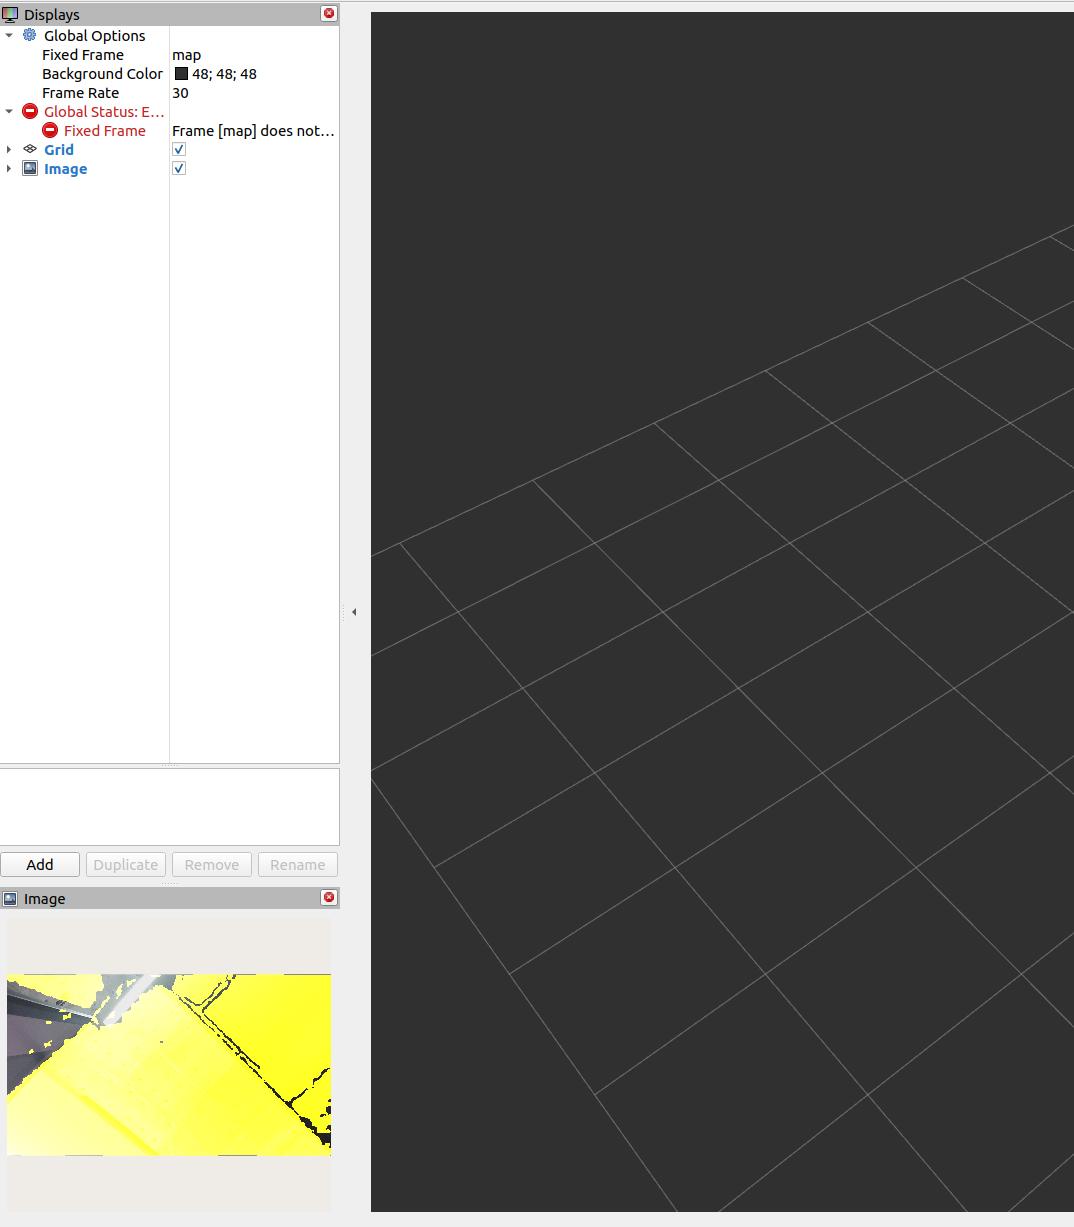 Displays
Global Options
Fixed Frame map
Background Color 48; 48; 48
Frame Rate 30
Global Status: E...
Fixed Frame Frame [map] does not...
Grid
Image
Add Duplicate Remove Rename
Image